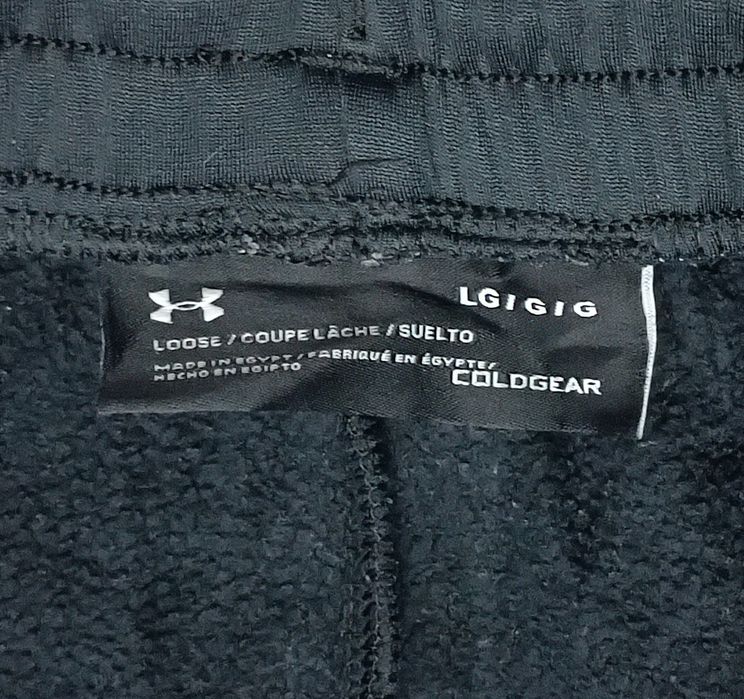 LG/G/G
LOOSE / COUPE LÂCHE / SUELTO
MADE IN EGYPT / FABRIQUÉ EN ÉGYPTE/
HECHO EN EGIPTO
COLDGEAR